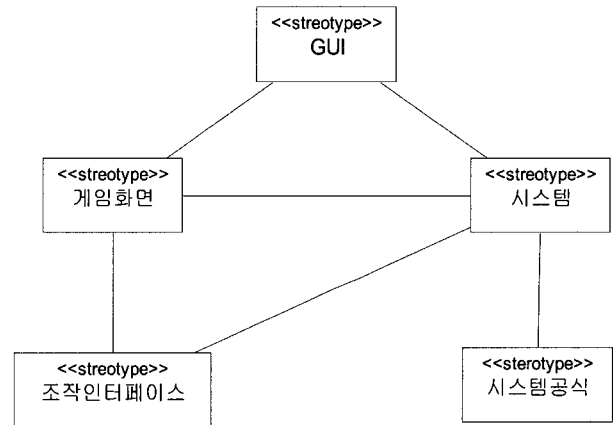 <<streotype>>
GUI
<<streotype>>
게임화면
<<streotype>>
시스템
<<streotype>>
조작인터페이스
<<sterotype>>
시스템공식